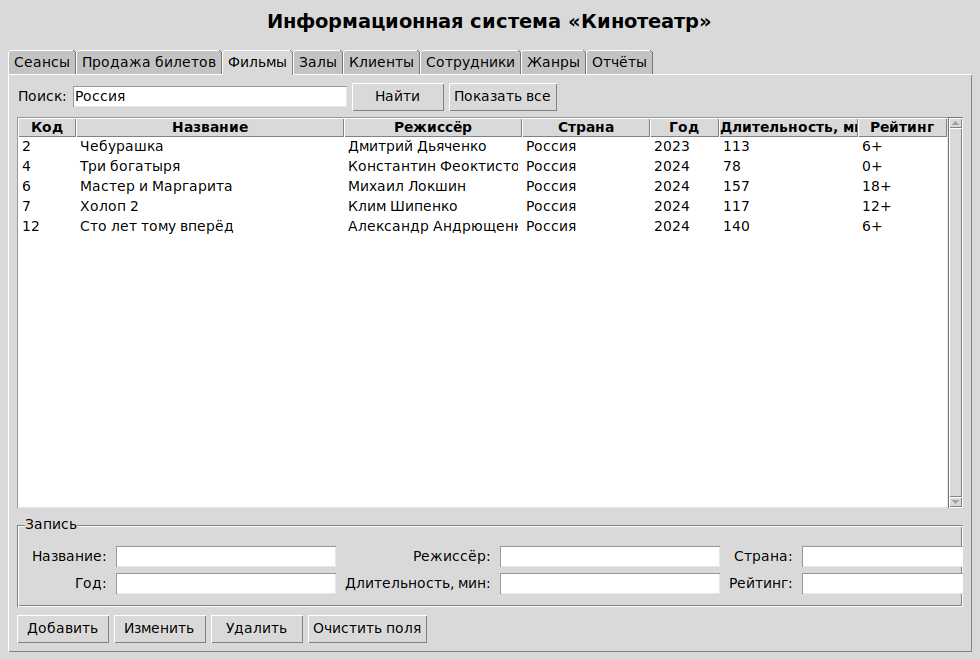 Информационная система «Кинотеатр»
Сеансы Продажа билетов Фильмы Залы Клиенты Сотрудники Жанры Отчёты
Поиск: Россия Найти Показать все
Код Название Режиссёр Страна Год Длительность, ми Рейтинг
2 Чебурашка Дмитрий Дьяченко Россия 2023 113 6+
4 Три богатыря Константин Феоктисто Россия 2024 78 0+
6 Мастер и Маргарита Михаил Локшин Россия 2024 157 18+
7 Холоп 2 Клим Шипенко Россия 2024 117 12+
12 Сто лет тому вперёд Александр Андрющен Россия 2024 140 6+
Запись
Название: Режиссёр: Страна:
Год: Длительность, мин: Рейтинг:
Добавить Изменить Удалить Очистить поля